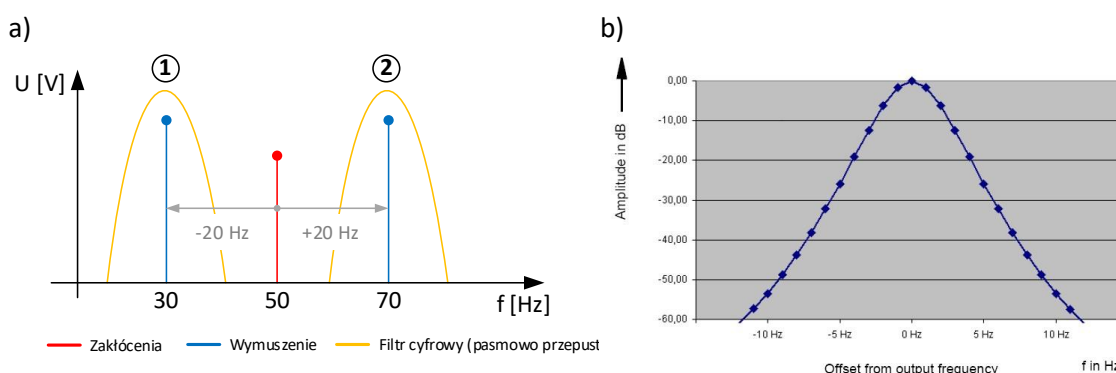 a)
U [V]
1
2
-20 Hz
+20 Hz
30
50
70
f [Hz]
Zakłócenia
Wymuszenie
Filtr cyfrowy (pasmowo przepust
b)
Amplitude in dB
0,00
-10,00
-20,00
-30,00
-40,00
-50,00
-60,00
-10 Hz
-5 Hz
0 Hz
5 Hz
10 Hz
Offset from output frequency
f in Hz